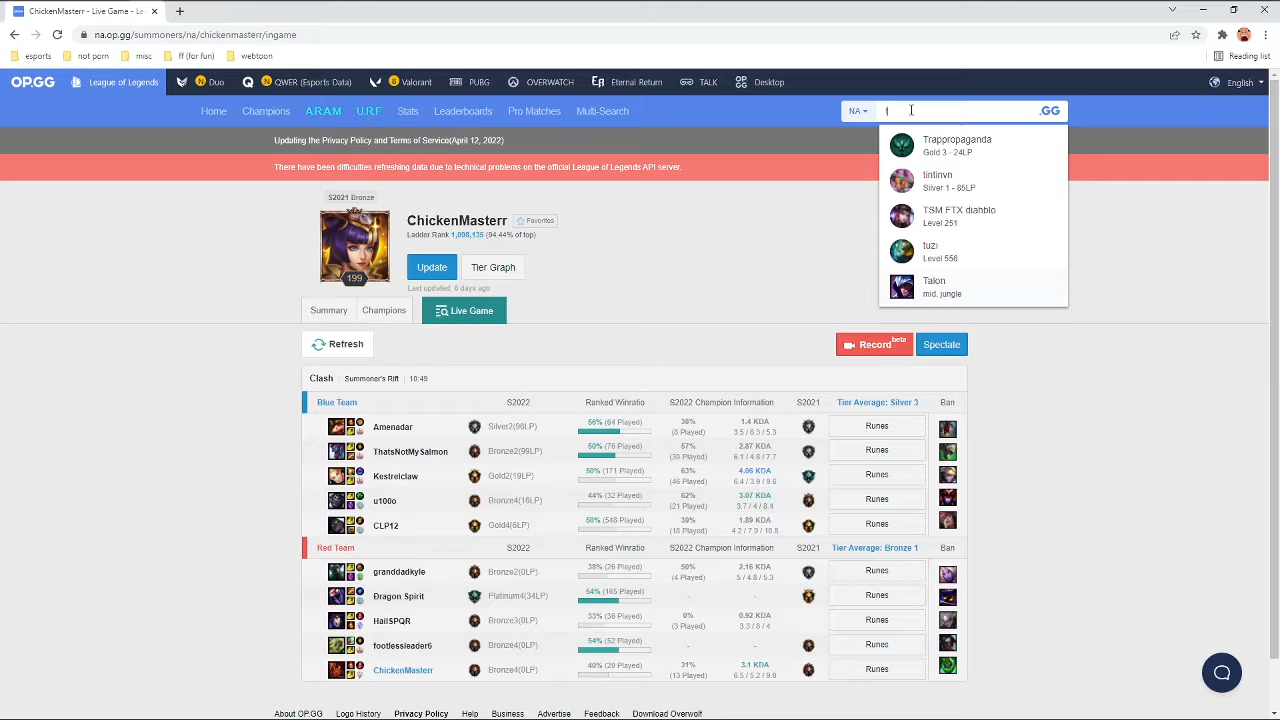 ChickenMasterr - Live Game - Le
na.op.gg/summoners/na/chickenmasterr/ingame
esports not porn misc ff (for fun) webtoon Reading list
OP.GG League of Legends N Duo N QWER (Esports Data) B Valorant PUBG OVERWATCH Eternal Return TALK Desktop English
Home Champions A.R.A.M U.R.F Stats Leaderboards Pro Matches Multi-Search NA t .GG
Updating the Privacy Policy and Terms of Service(April 12, 2022)
There have been difficulties refreshing data due to technical problems on the official League of Legends API server.
Trappropaganda
Gold 3 - 24LP
tintinvn
Silver 1 - 85LP
TSM FTX diahblo
Level 251
tuzi
Level 556
Talon
mid, jungle
S2021 Bronze
199
ChickenMasterr Favorites
Ladder Rank 1,098,135 (94.44% of top)
Update Tier Graph
Last updated: 6 days ago
Summary Champions Live Game
Refresh Record beta Spectate
Clash Summoner's Rift 10:49
Blue Team S2022 Ranked Winratio S2022 Champion Information S2021 Tier Average: Silver 3 Ban
Amenadar Silver2(96LP) 56% (64 Played) 38% (8 Played) 1.4 KDA 3.5 / 6.3 / 5.3 Runes
ThatsNotMySalmon Bronze2(99LP) 50% (76 Played) 57% (30 Played) 2.87 KDA 6.1 / 4.8 / 7.7 Runes
Kestrelclaw Gold2(19LP) 50% (171 Played) 63% (46 Played) 4.06 KDA 6.4 / 3.9 / 9.8 Runes
u100o Bronze4(16LP) 44% (32 Played) 62% (21 Played) 3.07 KDA 3.7 / 4 / 8.4 Runes
CLP12 Gold4(6LP) 50% (548 Played) 39% (18 Played) 1.89 KDA 4.2 / 7.9 / 10.8 Runes
Red Team S2022 Ranked Winratio S2022 Champion Information S2021 Tier Average: Bronze 1 Ban
granddadkyle Bronze2(0LP) 38% (26 Played) 50% (4 Played) 2.16 KDA 5 / 4.8 / 5.3 Runes
Đragon Spirit Platinum4(34LP) 54% (165 Played) - - Runes
HailSPQR Bronze3(0LP) 33% (36 Played) 0% (3 Played) 0.92 KDA 3.3 / 8 / 4 Runes
footlessleader6 Bronze4(0LP) 54% (52 Played) - - Runes
ChickenMasterr Bronze4(0LP) 40% (20 Played) 31% (13 Played) 3.1 KDA 6.5 / 5.2 / 9.8 Runes
About OP.GG Logo History Privacy Policy Help Business Advertise Feedback Download Overwolf